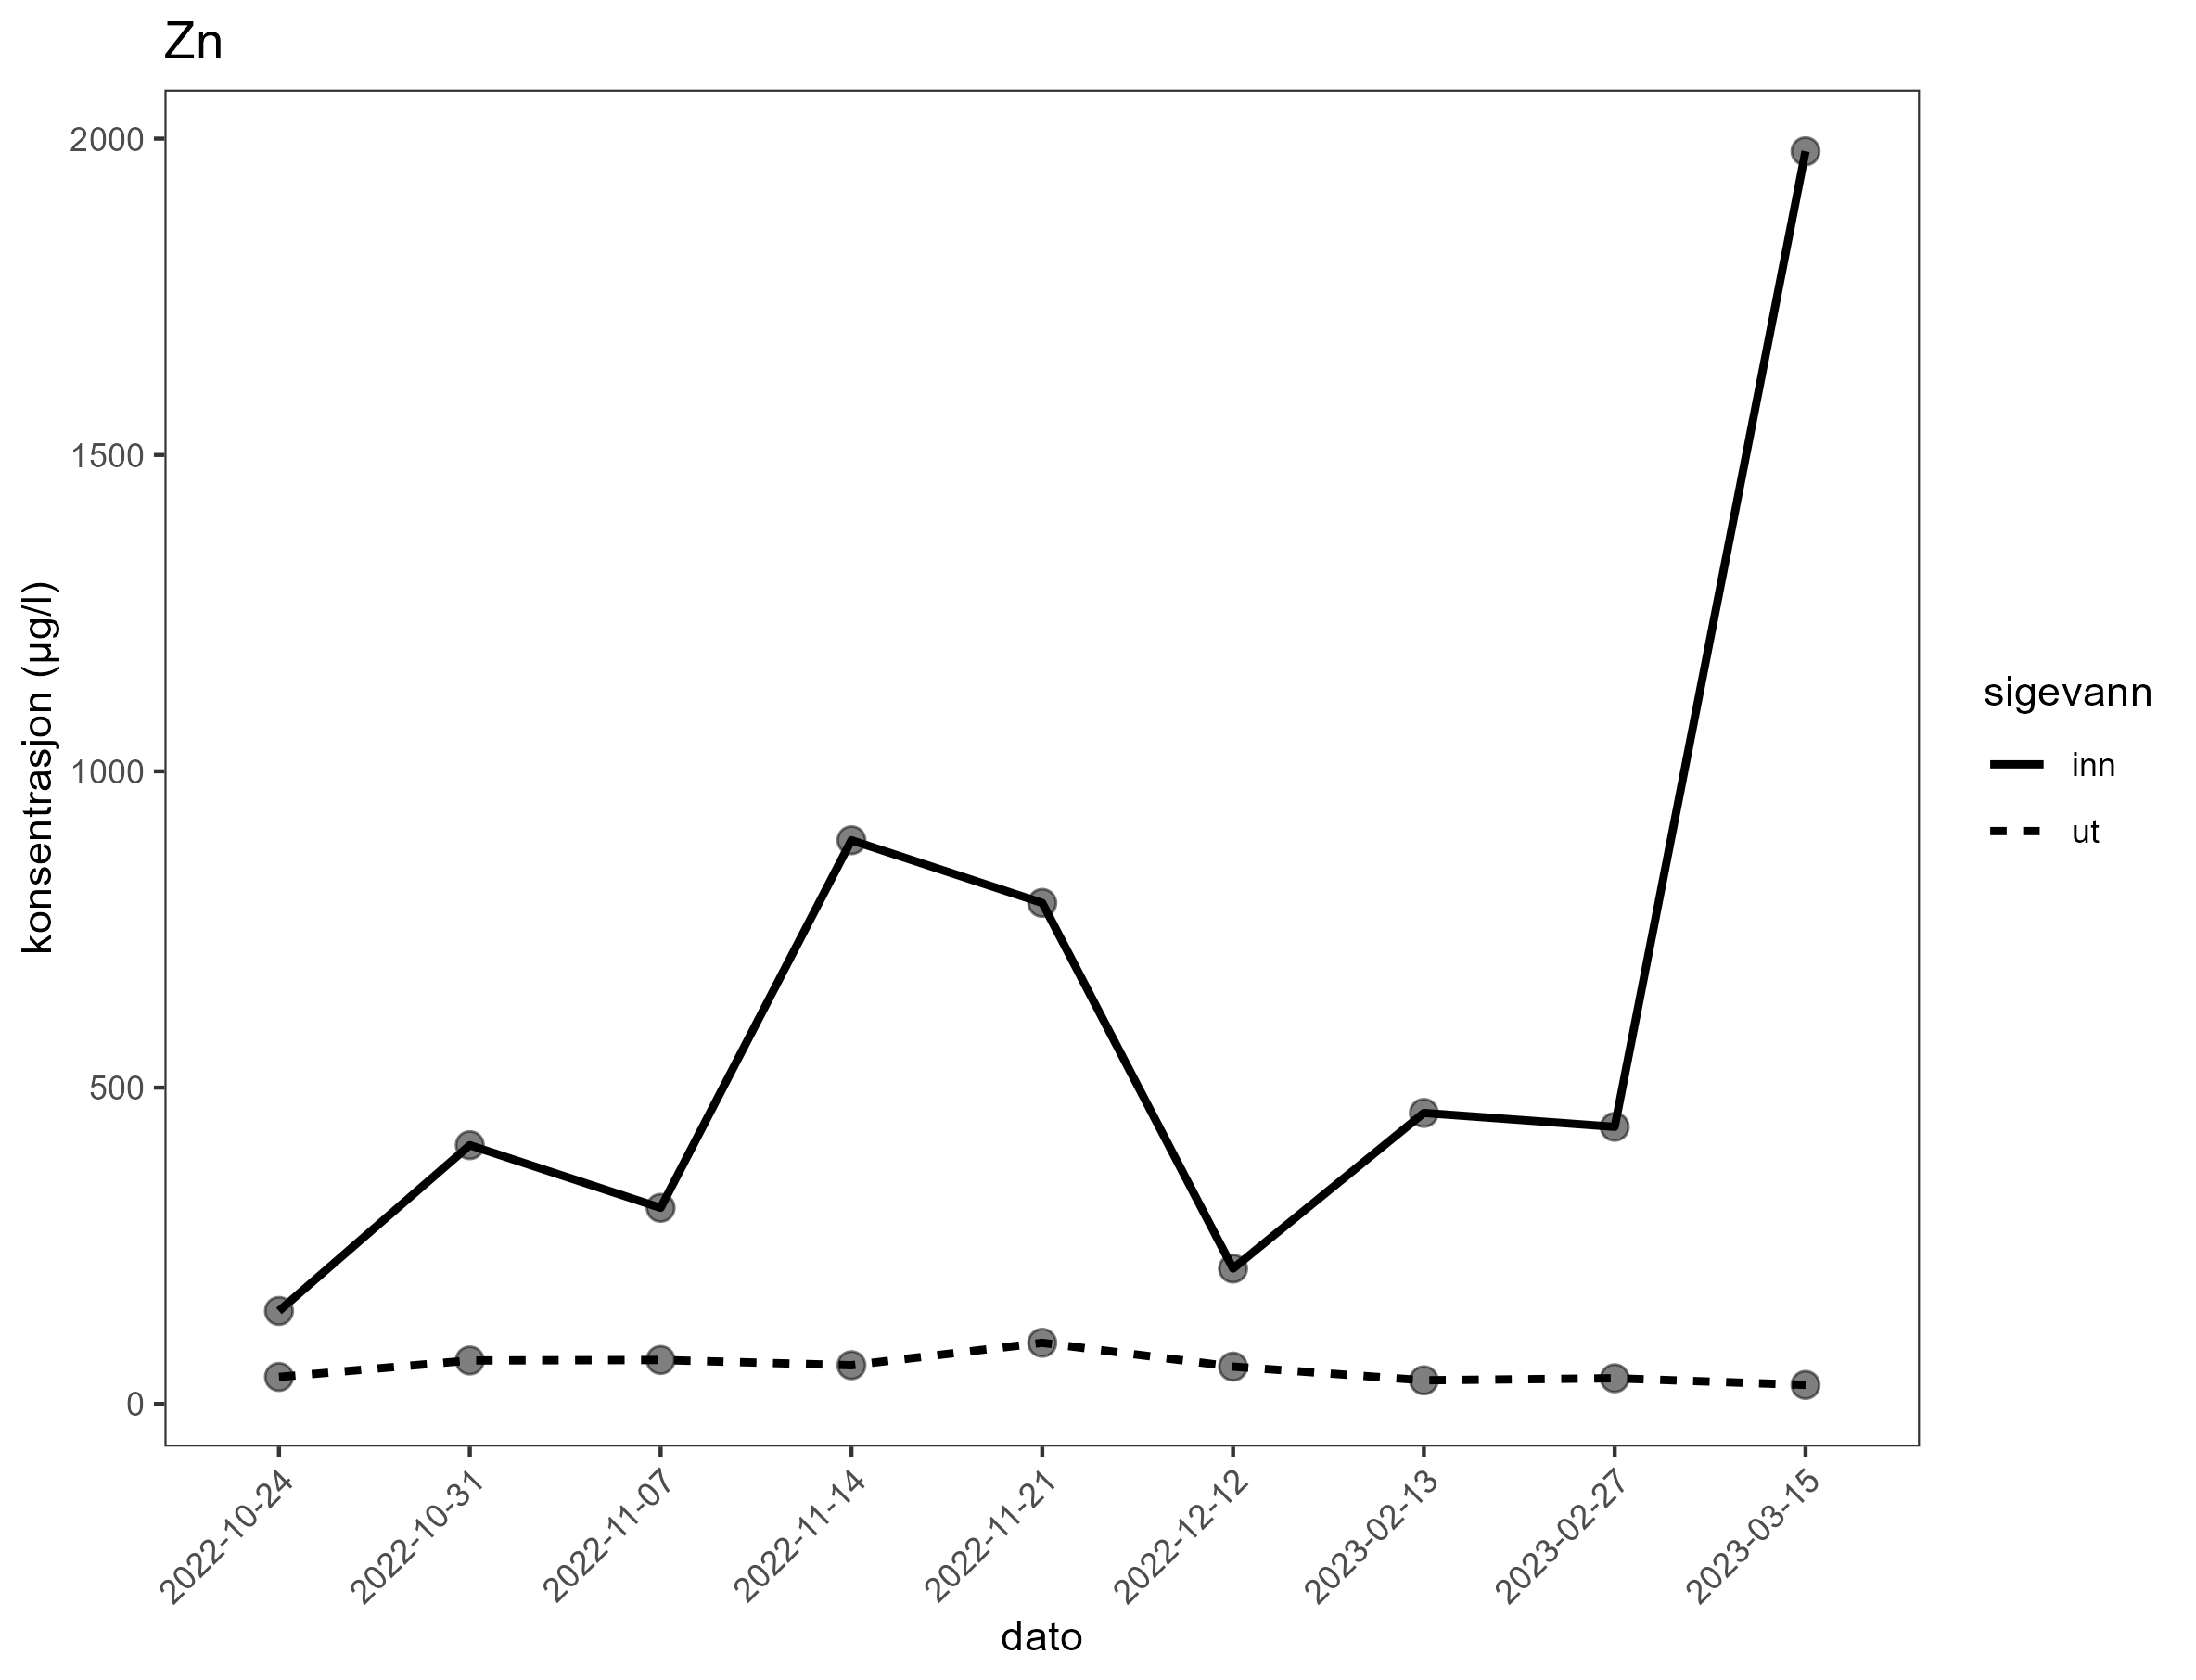 Zn
konsentrasjon (µg/l)
2000
1500
1000
500
0
2022-10-24
2022-10-31
2022-11-07
2022-11-14
2022-11-21
2022-12-12
2023-02-13
2023-02-27
2023-03-15
dato
sigevann
inn
ut